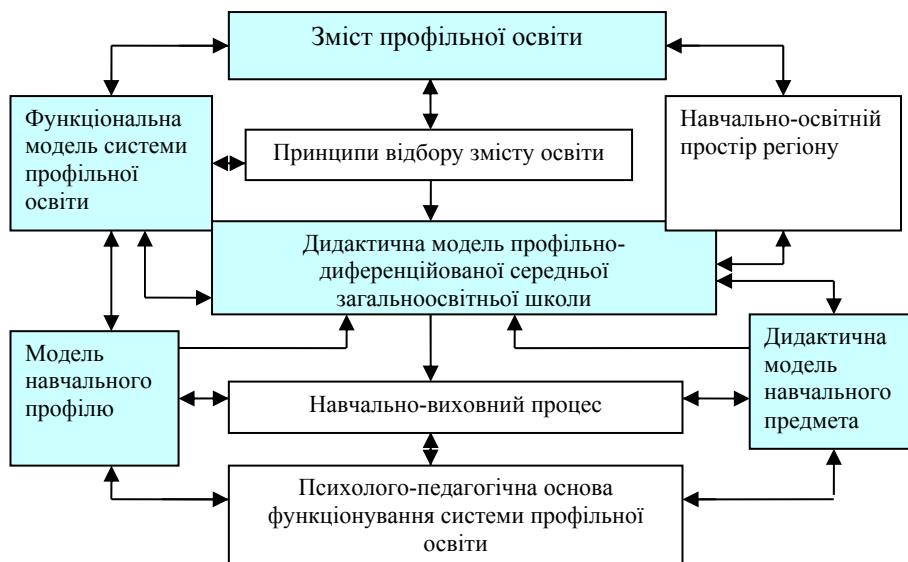 Зміст профільної освіти
Функціональна
модель системи
профільної
освіти
Принципи відбору змісту освіти
Навчально-освітній
простір регіону
Дидактична модель профільно-
диференційованої середньої
загальноосвітньої школи
Модель
навчального
профілю
Навчально-виховний процес
Дидактична
модель
навчального
предмета
Психолого-педагогічна основа
функціонування системи профільної
освіти